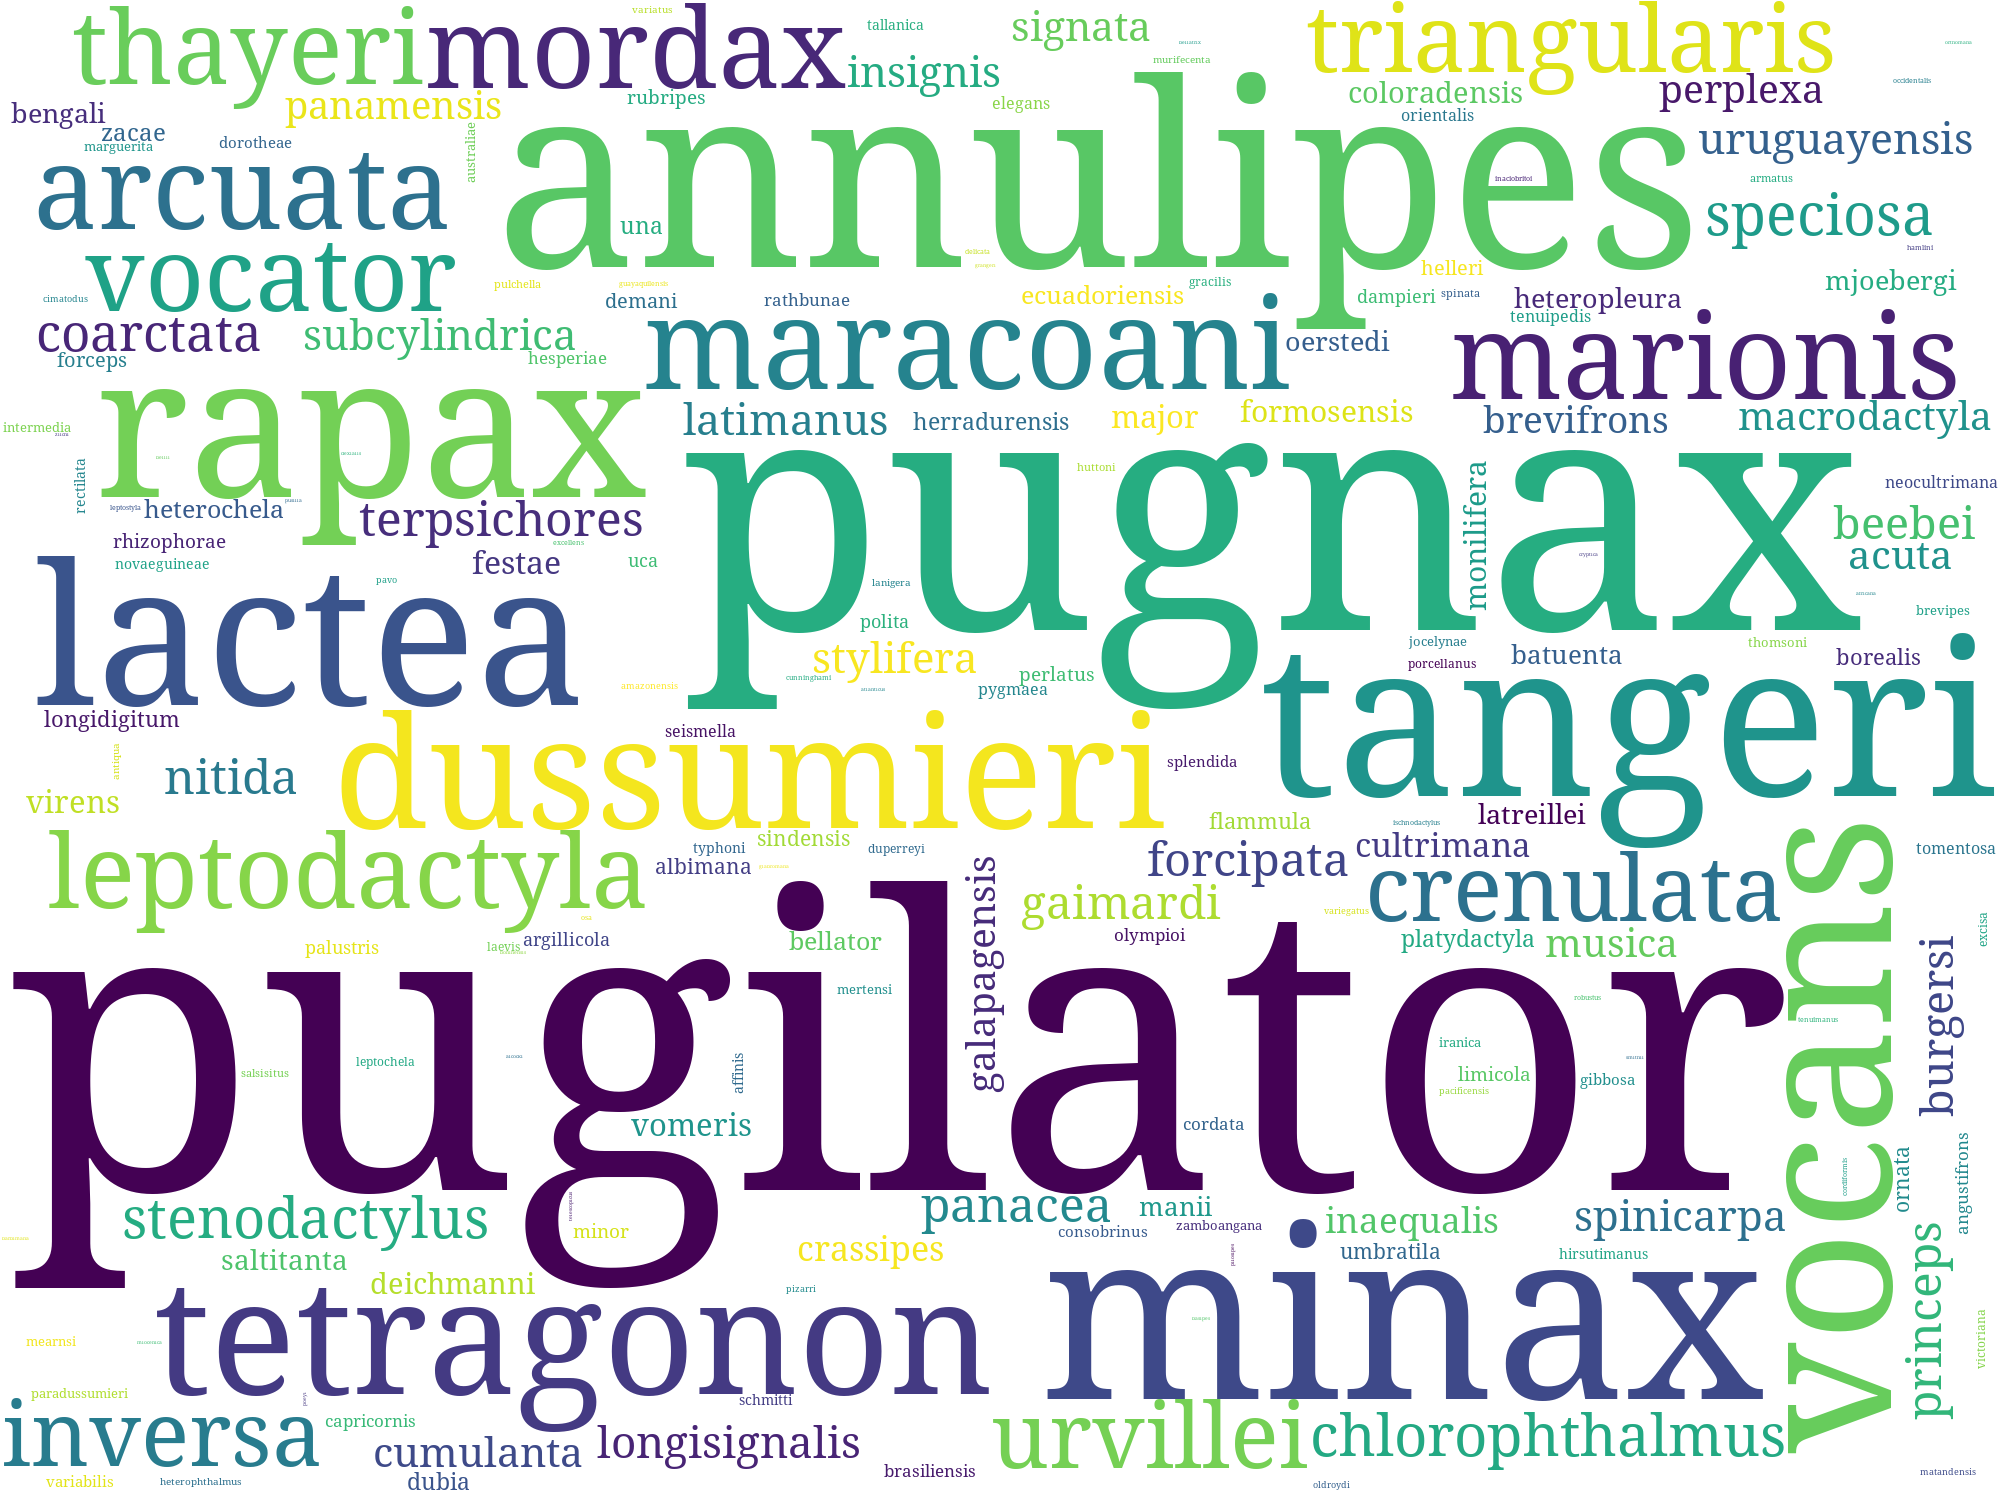 variatus
tallanica
signata
triangularis
thayeri
mordax
insignis
murifecenta
occidentalis
bengali
panamensis
rubripes
elegans
coloradensis
perplexa
zacae
marguerita
dorotheae
australiae
annulipes
orientalis
uruguayensis
arcuata
una
inaciobritoi
armatus
speciosa
hamlini
vocator
delicata
helleri
mjoebergi
cimatodus
pulchella
guayaquilensis
demani
rathbunae
ecuadoriensis
gracilis
dampieri
spinata
heteropleura
tenuipedis
coarctata
subcylindrica
hesperiae
forceps
maracoani
oerstedi
marionis
rapax
latimanus
herradurensis
major
formosensis
brevifrons
macrodactyla
intermedia
rectilata
leptostyla
heterochela
terpsichores
pugnax
huttoni
monilifera
neocultrimana
beebei
acuta
rhizophorae
novaeguineae
excellens
festae
uca
lactea
pavo
lanigera
brevipes
polita
stylifera
perlatus
pygmaea
cunninghami
amazonensis
jocelynae
porcellanus
batuenta
thomsoni
borealis
tangeri
longidigitum
antiqua
nitida
virens
dussumieri
seismella
splendida
leptodactyla
typhoni
sindensis
albimana
duperreyi
flammula
ischnodactylus
latreillei
forcipata
cultrimana
tomentosa
crenulata
gaimardi
galapagensis
variegatus
palustris
laevis
argillicola
bellator
olympioi
platydactyla
musica
excisa
burgersi
vocans
pugilator
mertensi
robustus
tenuimanus
salsisitus
leptochela
affinis
iranica
limicola
pacificensis
gibbosa
vomeris
cordata
cordiformis
ornata
angustifrons
stenodactylus
saltitanta
minor
panacea
manii
consobrinus
zamboangana
inaequalis
umbratila
spinicarpa
hirsutimanus
crassipes
deichmanni
pizarri
princeps
victoriana
mearnsi
tetragonon
minax
paradussumieri
schmitti
inversa
capricornis
cumulanta
longisignalis
urvillei
chlorophthalmus
variabilis
heterophthalmus
dubia
brasiliensis
oldroydi
matandensis